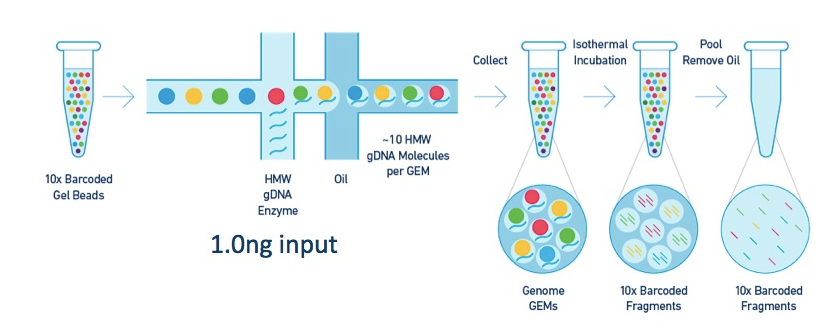 Collect
Isothermal
Incubation
Pool
Remove Oil
10x Barcoded
Gel Beads
HMW
gDNA
Enzyme
Oil
~10 HMW
gDNA Molecules
per GEM
1.0ng input
Genome
GEMs
10x Barcoded
Fragments
10x Barcoded
Fragments